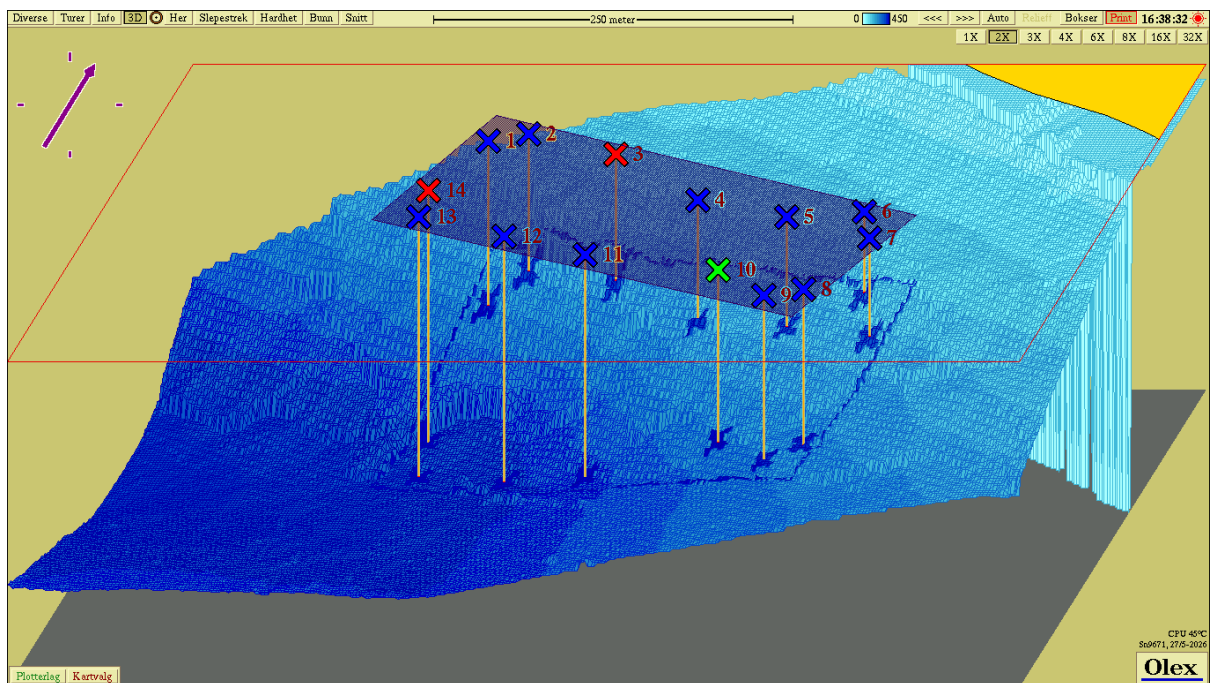 Diverse Turer Info 3D Her Slepestrek Hardhet Bunn Snitt 250 meter 0 450 <<< >>> Auto Relieff Bokser Print 16:38:32
1X 2X 3X 4X 6X 8X 16X 32X
1
2
3
14
4
6
13
5
12
7
11
10
8
9
CPU 45°C
Sn9671, 27/5-2026
Plotterlag Kartvalg
Olex